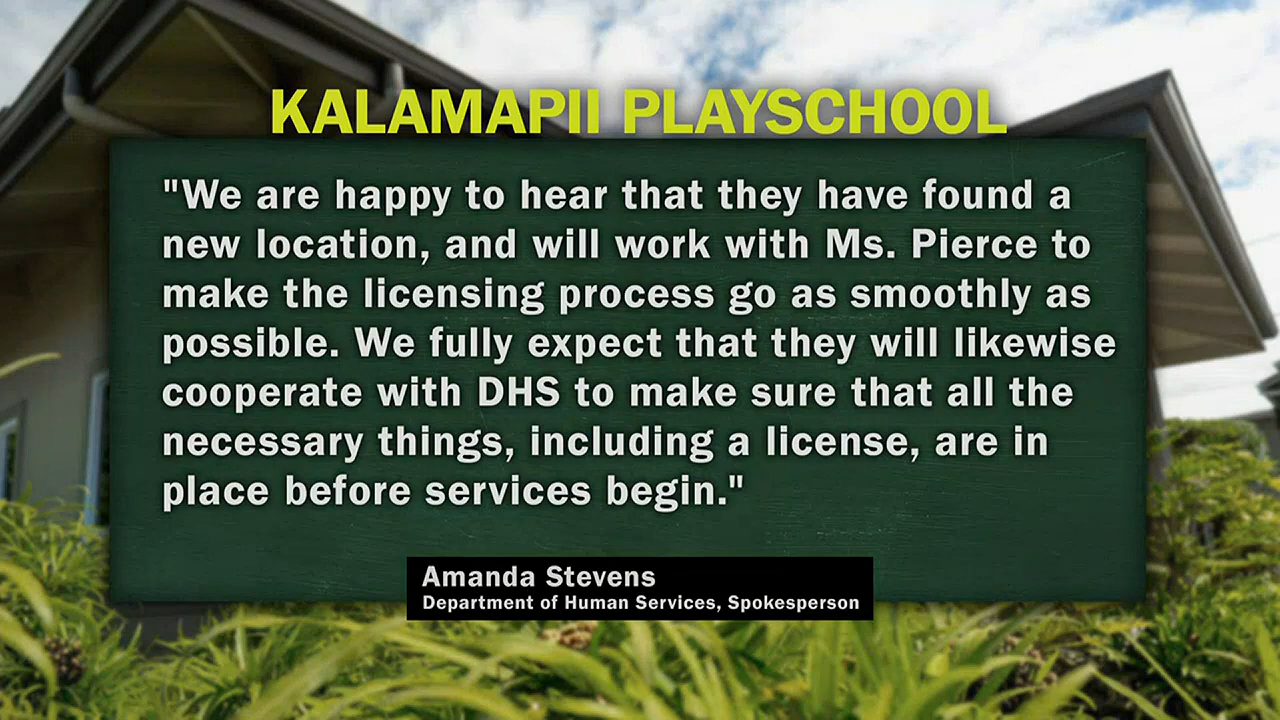 KALAMAPII PLAYSCHOOL
"We are happy to hear that they have found a
new location, and will work with Ms. Pierce to
make the licensing process go as smoothly as
possible. We fully expect that they will likewise
cooperate with DHS to make sure that all the
necessary things, including a license, are in
place before services begin."
Amanda Stevens
Department of Human Services, Spokesperson